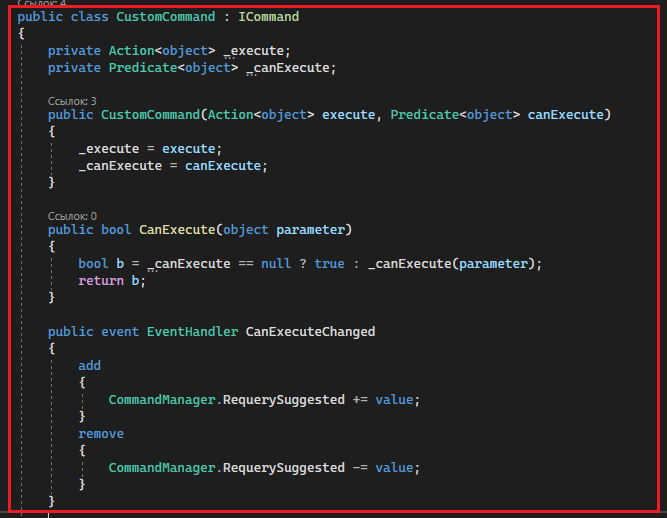 Ссылок: 4
public class CustomCommand : ICommand
{
private Action<object> _execute;
private Predicate<object> _canExecute;
Ссылок: 3
public CustomCommand(Action<object> execute, Predicate<object> canExecute)
{
_execute = execute;
_canExecute = canExecute;
}
Ссылок: 0
public bool CanExecute(object parameter)
{
bool b = _canExecute == null ? true : _canExecute(parameter);
return b;
}
public event EventHandler CanExecuteChanged
{
add
{
CommandManager.RequerySuggested += value;
}
remove
{
CommandManager.RequerySuggested -= value;
}
}